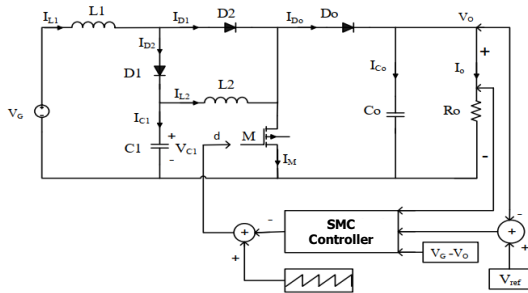 L1
I_L1
I_D1
D2
I_Do
Do
V_O
I_D2
+
I_Co
I_o
D1
L2
I_L2
V_G
Co
Ro
I_C1
+
d
M
C1
V_C1
-
I_M
-
SMC
Controller
-
+
-
+
+
V_G -V_O
V_ref